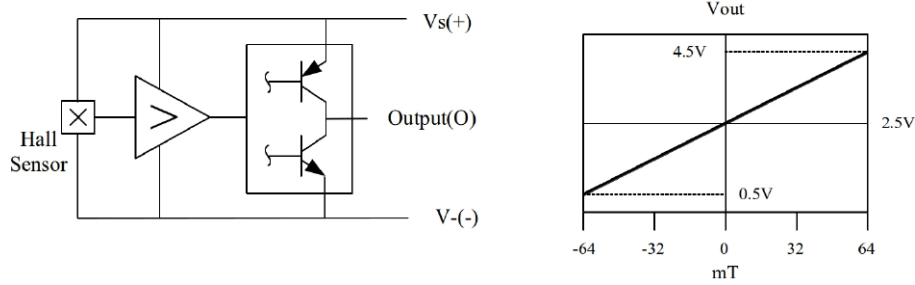 Vs(+)
>
Hall
Sensor
Output(O)
V-(-)
Vout
4.5V
2.5V
0.5V
-64 -32 0 32 64
mT